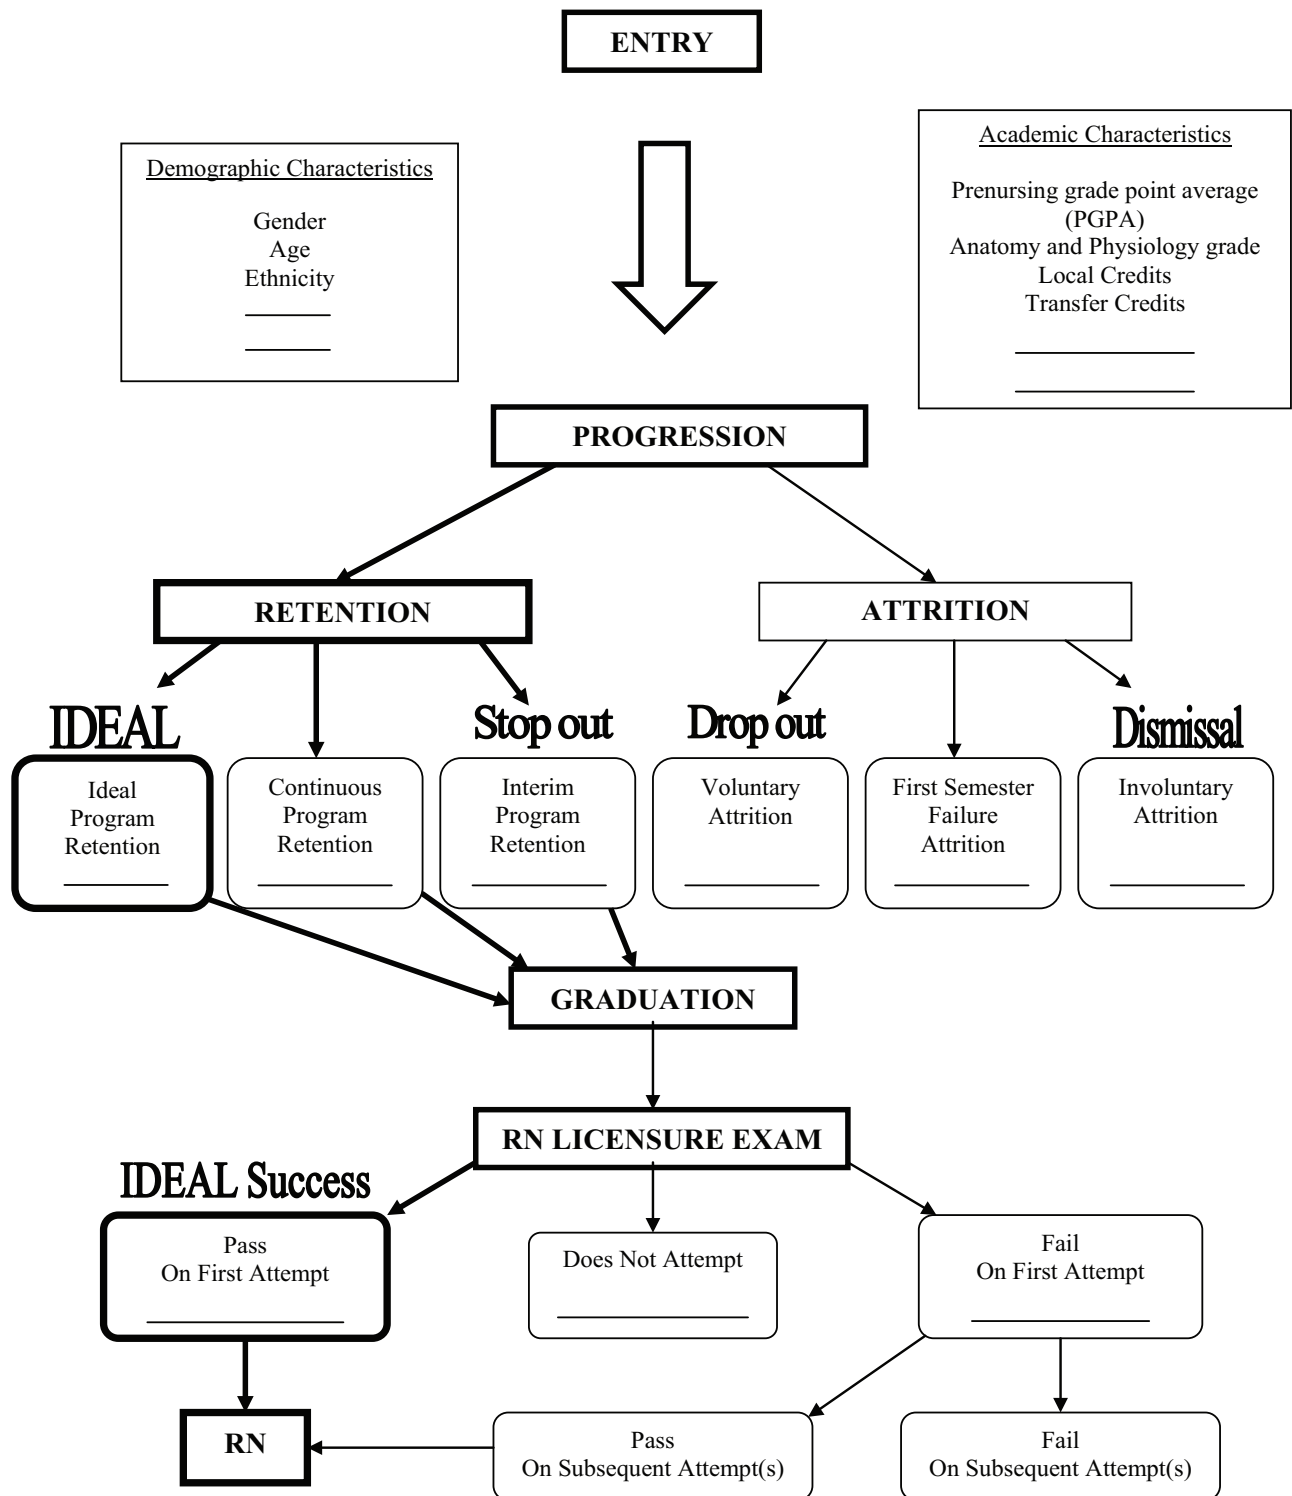 ENTRY
Demographic Characteristics
Gender
Age
Ethnicity
Academic Characteristics
Prenursing grade point average
(PGPA)
Anatomy and Physiology grade
Local Credits
Transfer Credits
PROGRESSION
RETENTION
ATTRITION
IDEAL
Stop out
Drop out
Dismissal
Ideal
Program
Retention
Continuous
Program
Retention
Interim
Program
Retention
Voluntary
Attrition
First Semester
Failure
Attrition
Involuntary
Attrition
GRADUATION
RN LICENSURE EXAM
IDEAL Success
Pass
On First Attempt
Does Not Attempt
Fail
On First Attempt
RN
Pass
On Subsequent Attempt(s)
Fail
On Subsequent Attempt(s)